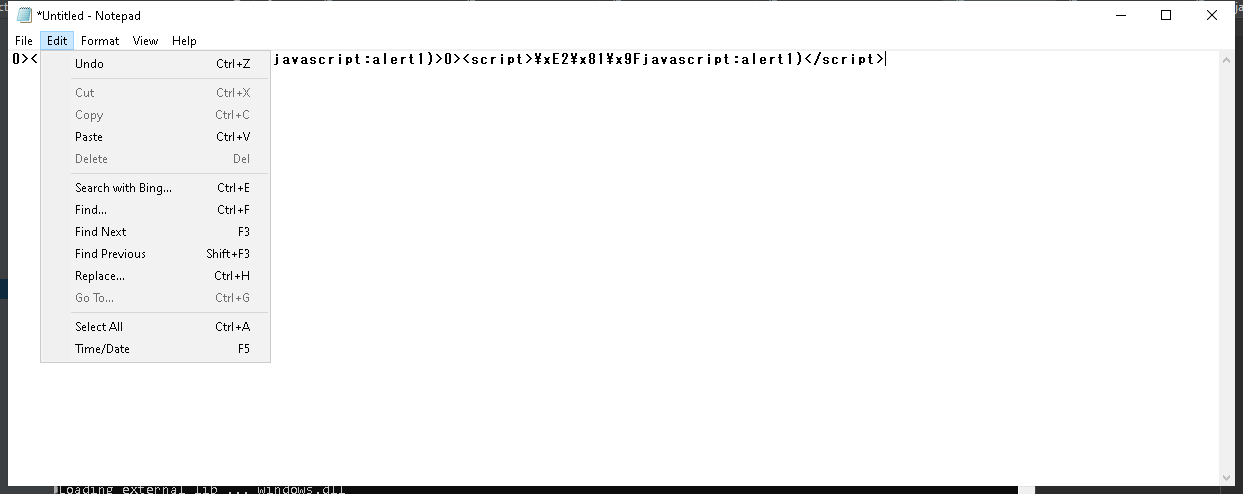 *Untitled - Notepad
File Edit Format View Help
0><
javascript:alert1)>0><script>¥xE2¥x81¥x9Fjavascript:alert1)</script>
Undo Ctrl+Z
Cut Ctrl+X
Copy Ctrl+C
Paste Ctrl+V
Delete Del
Search with Bing... Ctrl+E
Find... Ctrl+F
Find Next F3
Find Previous Shift+F3
Replace... Ctrl+H
Go To... Ctrl+G
Select All Ctrl+A
Time/Date F5
Loading external lib ... windows.dll